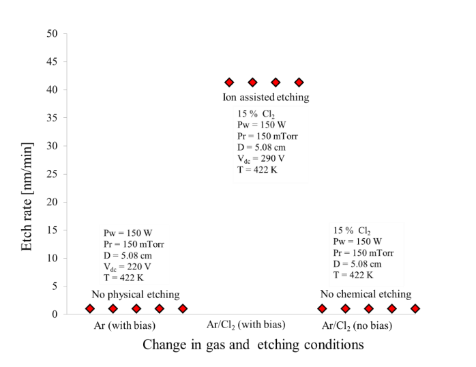 50
45
40
35
30
25
20
15
10
5
0
Etch rate [nm/min]
Ion assisted etching
15 % Cl₂
Pw = 150 W
Pr = 150 mTorr
D = 5.08 cm
Vdc = 290 V
T = 422 K
Pw = 150 W
Pr = 150 mTorr
D = 5.08 cm
Vdc = 220 V
T = 422 K
No physical etching
15 % Cl₂
Pw = 150 W
Pr = 150 mTorr
D = 5.08 cm
T = 422 K
No chemical etching
Ar (with bias)
Ar/Cl₂ (with bias)
Ar/Cl₂ (no bias)
Change in gas and etching conditions